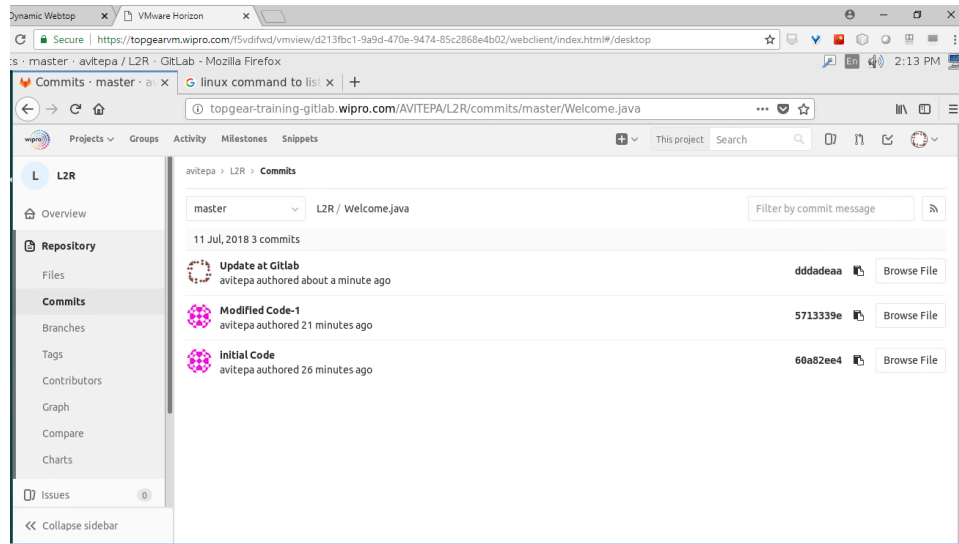 Dynamic Webtop
VMware Horizon
Secure | https://topgearvm.wipro.com/f5vdifwd/vmview/d213fbc1-9a9d-470e-9474-85c2868e4b02/webclient/index.html#/desktop
ts · master · avitepa / L2R · GitLab - Mozilla Firefox
En
2:13 PM
Commits · master · av
G linux command to list
topgear-training-gitlab.wipro.com/AVITEPA/L2R/commits/master/Welcome.java
wipro
Projects
Groups
Activity
Milestones
Snippets
This project
Search
L
L2R
avitepa > L2R > Commits
Overview
master
L2R / Welcome.java
Filter by commit message
Repository
11 Jul, 2018 3 commits
Files
Update at Gitlab
avitepa authored about a minute ago
dddadeaa
Browse File
Commits
Modified Code-1
avitepa authored 21 minutes ago
5713339e
Browse File
Branches
Tags
initial Code
avitepa authored 26 minutes ago
60a82ee4
Browse File
Contributors
Graph
Compare
Charts
Issues
0
Collapse sidebar